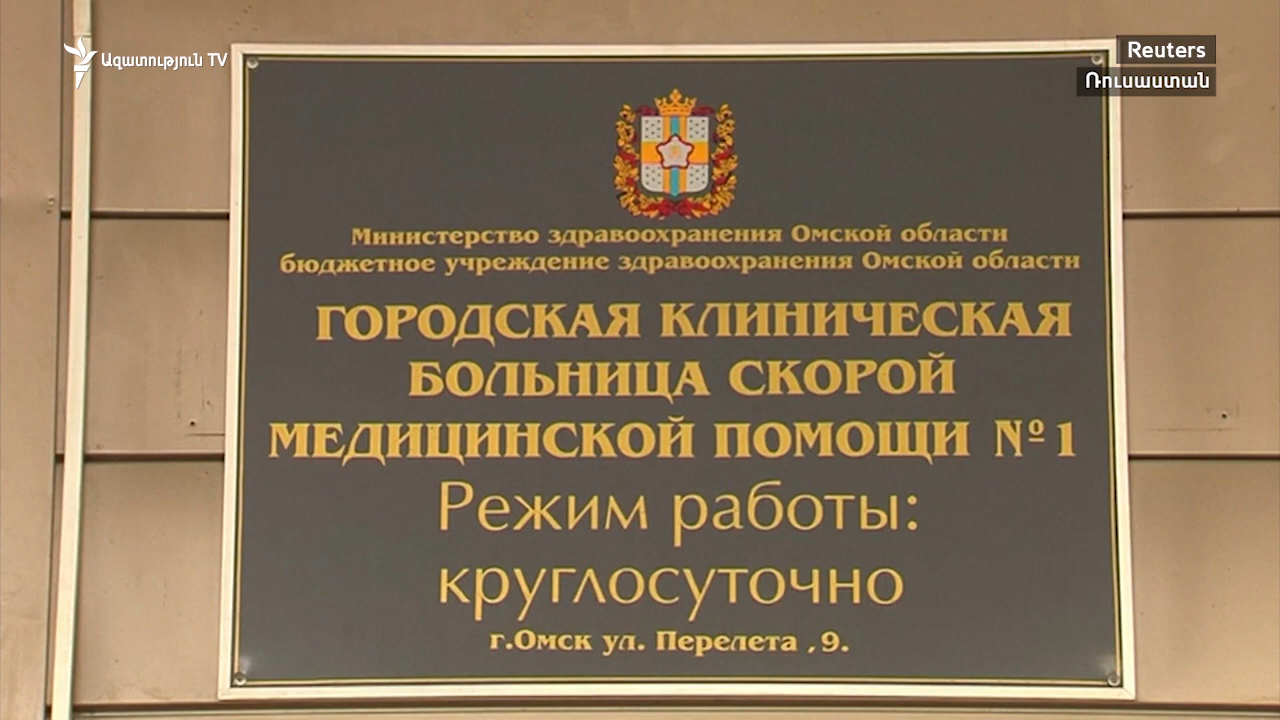 Ազատություն TV
Reuters
Ռուսաստան
Министерство здравоохранения Омской области
бюджетное учреждение здравоохранения Омской области
ГОРОДСКАЯ КЛИНИЧЕСКАЯ
БОЛЬНИЦА СКОРОЙ
МЕДИЦИНСКОЙ ПОМОЩИ №1
Режим работы:
круглосуточно
г.Омск ул. Перелета , 9.